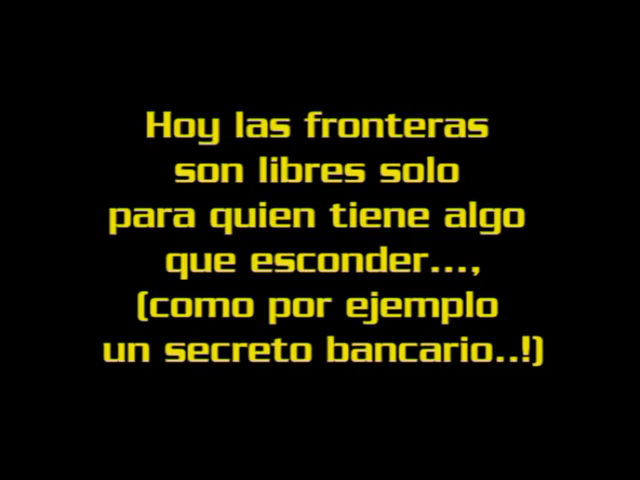 Hoy las fronteras
son libres solo
para quien tiene algo
que esconder...,
(como por ejemplo
un secreto bancario..!)